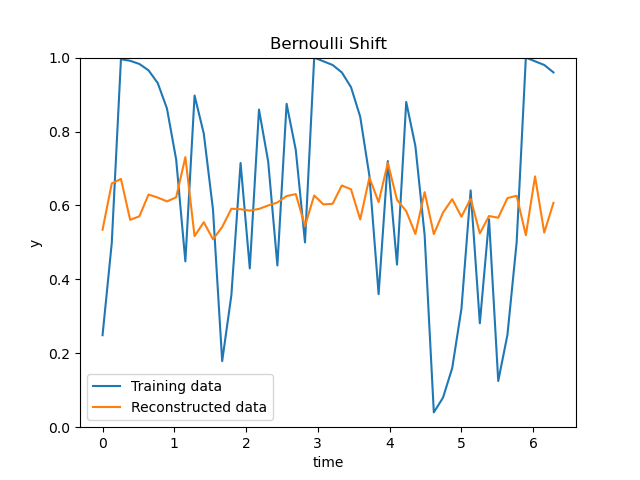 Bernoulli Shift
1.0
0.8
0.6
0.4
0.2
0.0
y
Training data
Reconstructed data
0 1 2 3 4 5 6
time